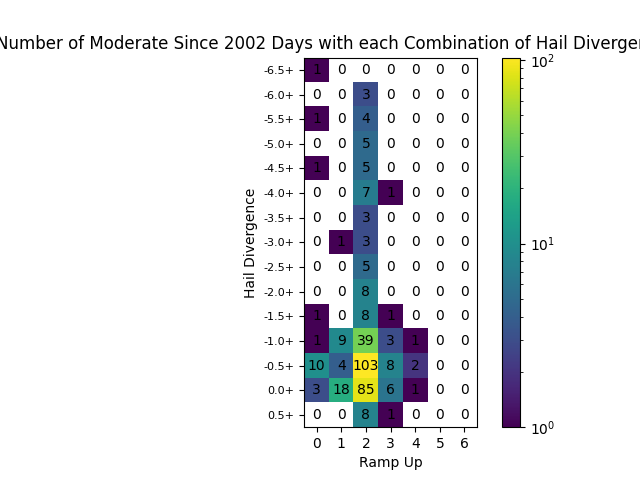 Number of Moderate Since 2002 Days with each Combination of Hail
-6.5+ 1 0 0 0 0 0 0
-6.0+ 0 0 3 0 0 0 0
-5.5+ 1 0 4 0 0 0 0
-5.0+ 0 0 5 0 0 0 0
-4.5+ 1 0 5 0 0 0 0
-4.0+ 0 0 7 1 0 0 0
-3.5+ 0 0 3 0 0 0 0
-3.0+ 0 1 3 0 0 0 0
-2.5+ 0 0 5 0 0 0 0
-2.0+ 0 0 8 0 0 0 0
-1.5+ 1 0 8 1 0 0 0
-1.0+ 1 9 39 3 1 0 0
-0.5+ 10 4 103 8 2 0 0
0.0+ 3 18 85 6 1 0 0
0.5+ 0 0 8 1 0 0 0
0 1 2 3 4 5 6
Ramp Up
Hail Divergence
10²
10¹
10⁰